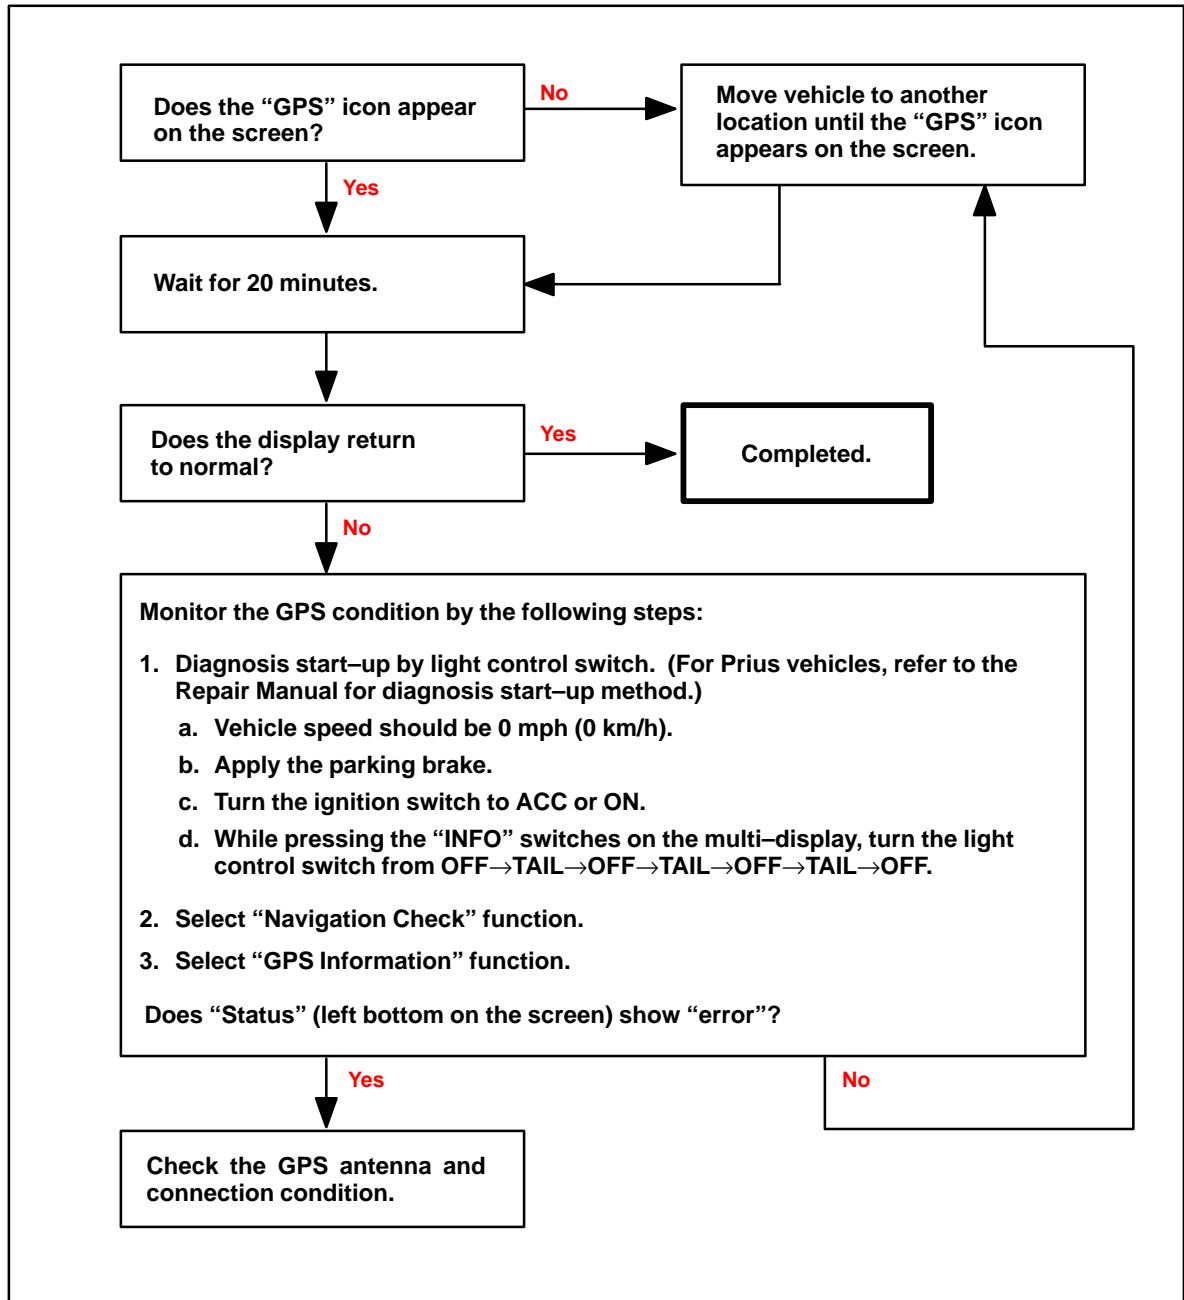 Does the “GPS” icon appear
on the screen?
No
Move vehicle to another
location until the “GPS” icon
appears on the screen.
Yes
Wait for 20 minutes.
Does the display return
to normal?
Yes
Completed.
No
Monitor the GPS condition by the following steps:
1. Diagnosis start–up by light control switch. (For Prius vehicles, refer to the
Repair Manual for diagnosis start–up method.)
a. Vehicle speed should be 0 mph (0 km/h).
b. Apply the parking brake.
c. Turn the ignition switch to ACC or ON.
d. While pressing the “INFO” switches on the multi–display, turn the light
control switch from OFF→TAIL→OFF→TAIL→OFF→TAIL→OFF.
2. Select “Navigation Check” function.
3. Select “GPS Information” function.
Does “Status” (left bottom on the screen) show “error”?
Yes
No
Check the GPS antenna and
connection condition.